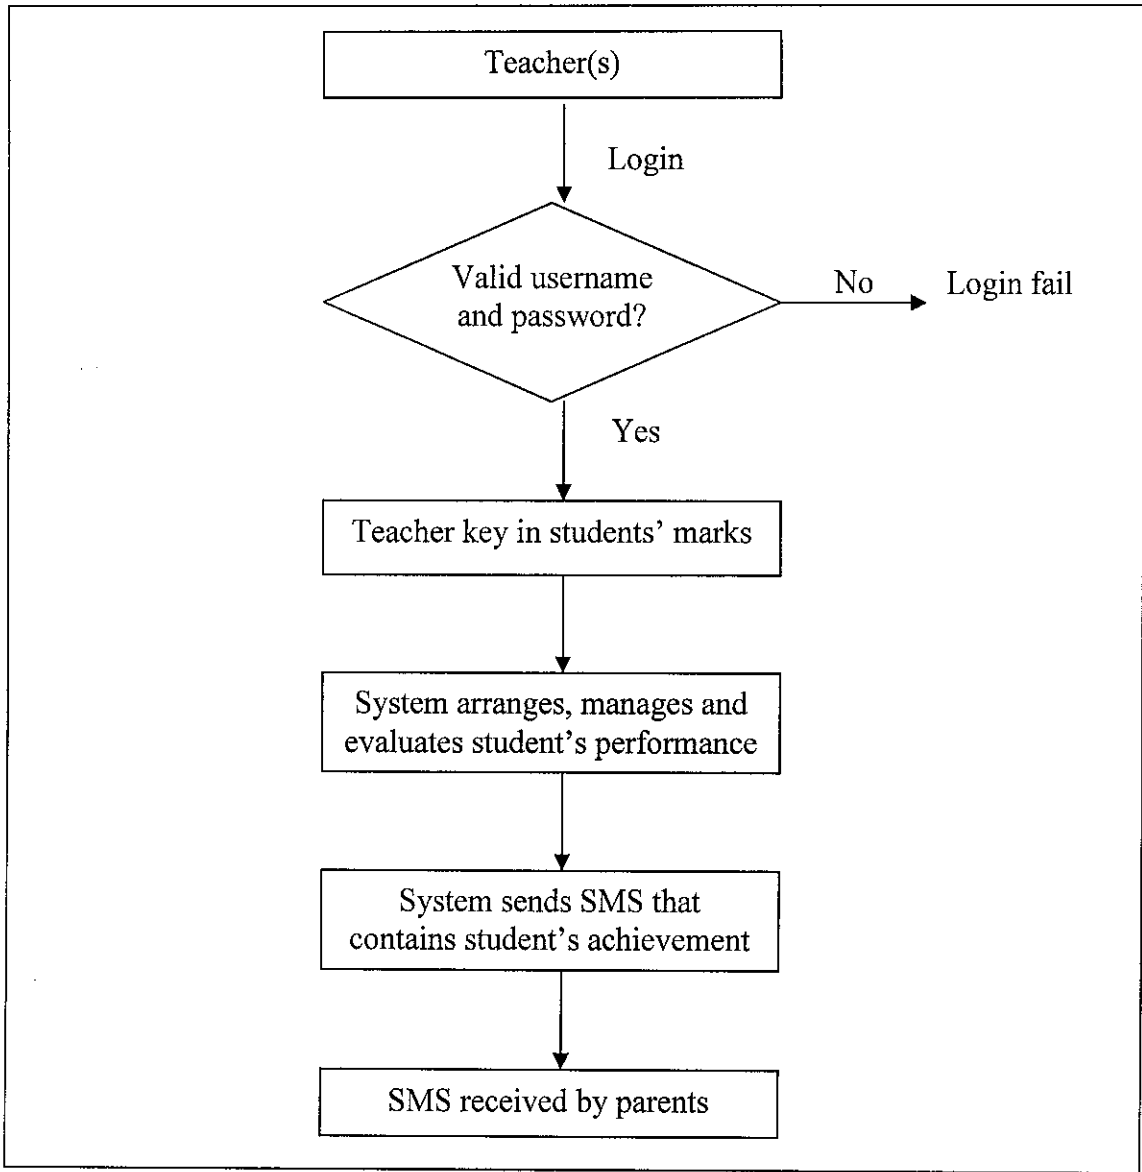 Teacher(s)
Login
Valid username
and password?
No
Login fail
Yes
Teacher key in students’ marks
System arranges, manages and
evaluates student’s performance
System sends SMS that
contains student’s achievement
SMS received by parents